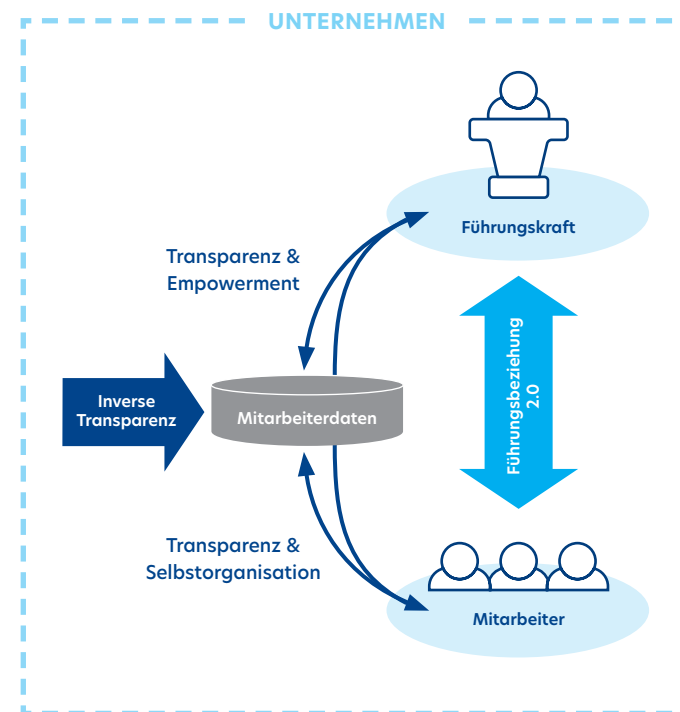 UNTERNEHMEN
Führungskraft
Transparenz &
Empowerment
Führungsbeziehung
2.0
Inverse
Transparenz
Mitarbeiterdaten
Transparenz &
Selbstorganisation
Mitarbeiter